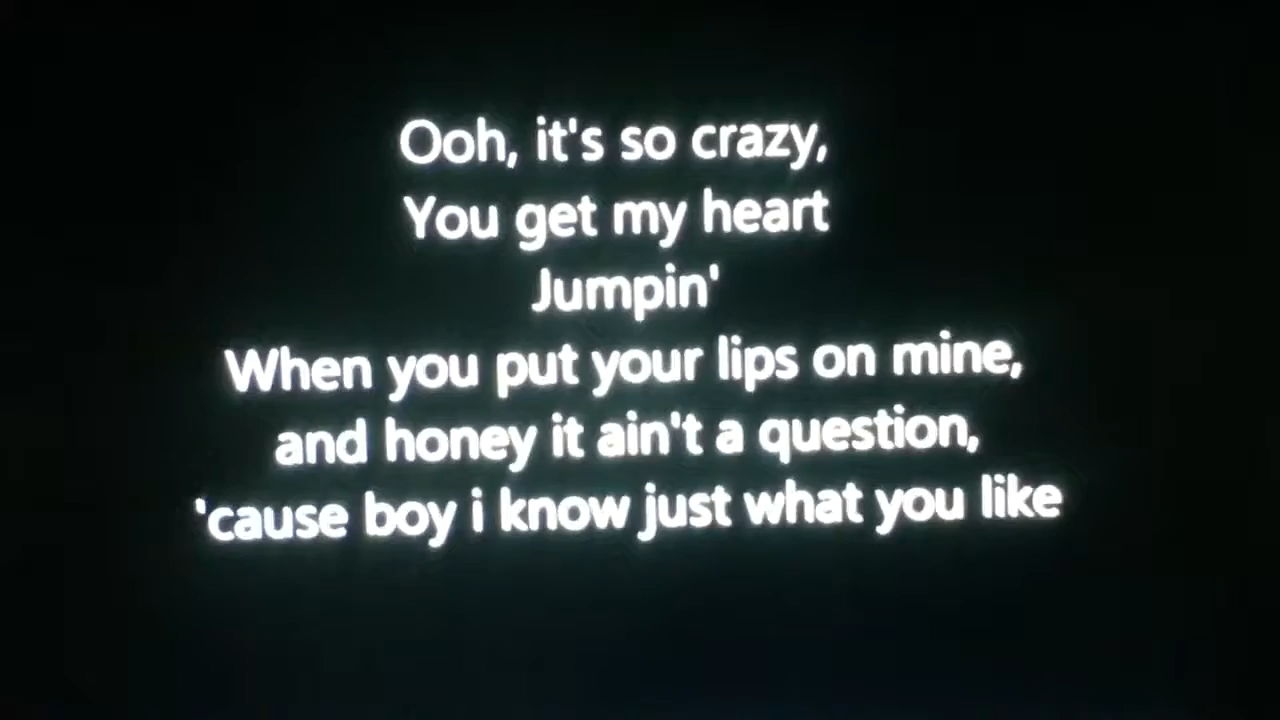 Ooh, it's so crazy,
You get my heart
Jumpin'
When you put your lips on mine,
and honey it ain't a question,
'cause boy i know just what you like